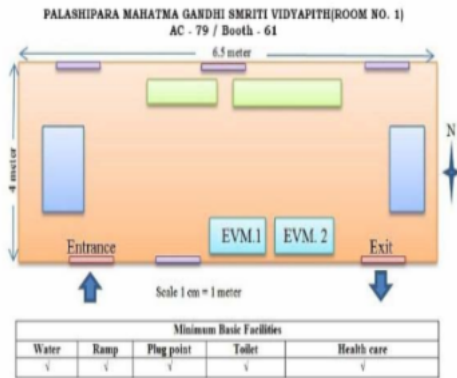 PALASHIPARA MAHATMA GANDHI SMRITI VIDYAPITH(ROOM NO. 1)
AC - 79 / Booth - 61
6.5 meter
4 meter
N
EVM.1 EVM. 2
Entrance Exit
Scale 1 cm = 1 meter
Minimum Basic Facilities
Water Ramp Plug point Toilet Health care
√ √ √ √ √